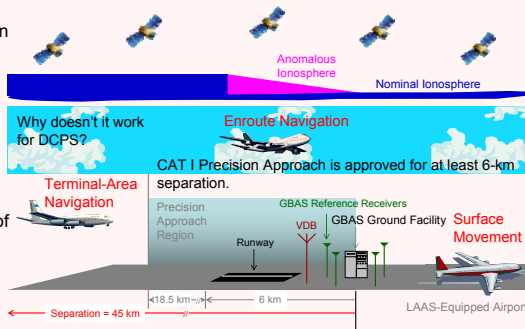 n
Anomalous
Ionosphere
Nominal Ionosphere
Why doesn't it work
for DCPS?
Enroute Navigation
CAT I Precision Approach is approved for at least 6-km
separation.
Terminal-Area
Navigation
of
Precision
Approach
Region
GBAS Reference Receivers
VDB
GBAS Ground Facility
Surface
Movement
Runway
18.5 km
6 km
Separation = 45 km
LAAS-Equipped Airport